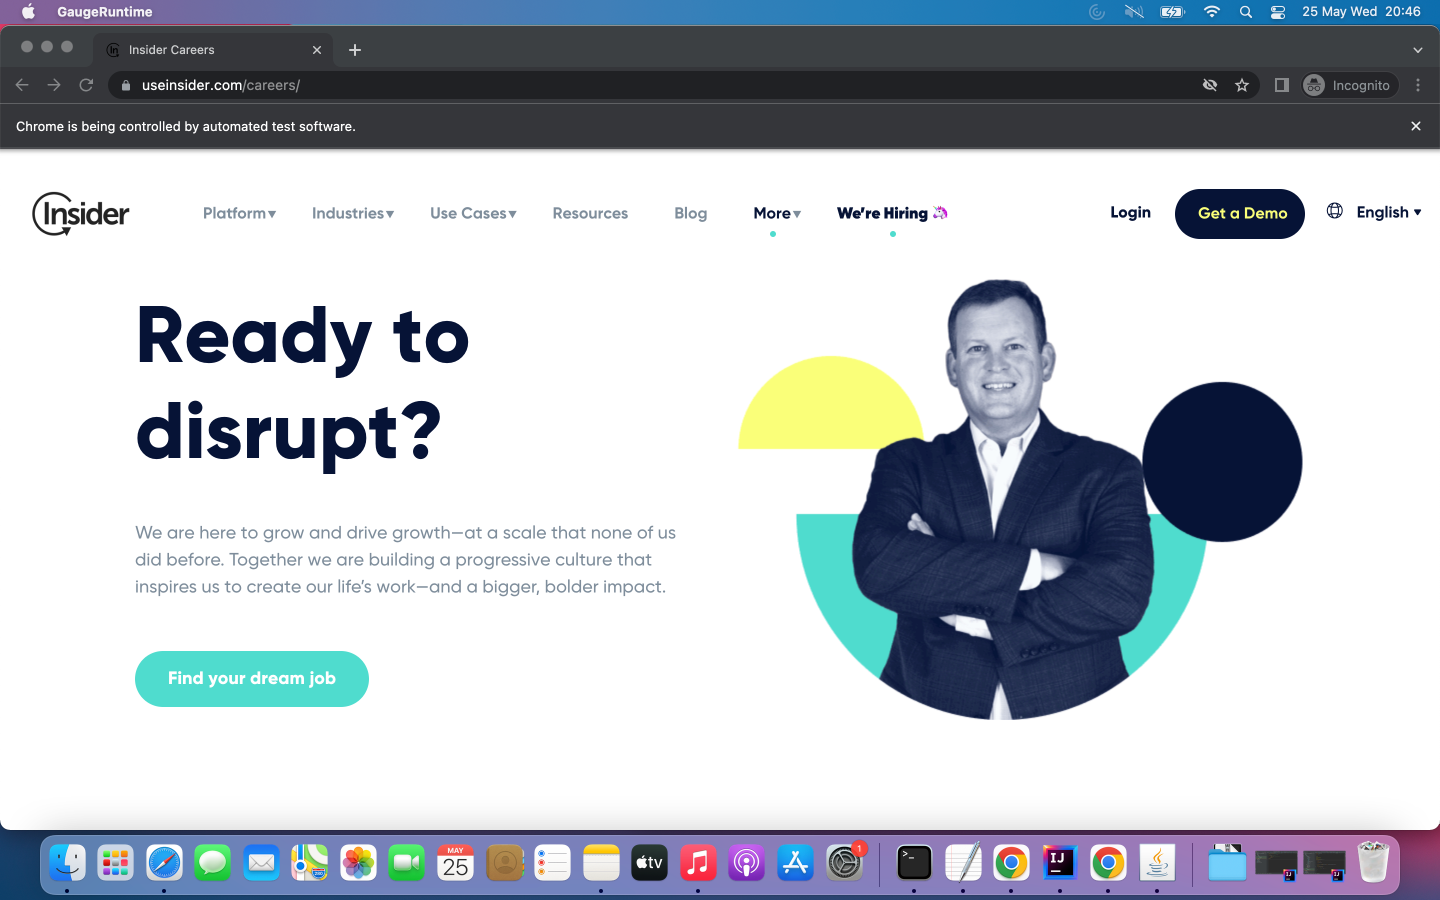 GaugeRuntime
25 May Wed 20:46
Insider Careers
useinsider.com/careers/
Incognito
Chrome is being controlled by automated test software.
Insider
Platform▾ Industries▾ Use Cases▾ Resources Blog More▾ We’re Hiring 🦄
Login
Get a Demo
English ▾
Ready to
disrupt?
We are here to grow and drive growth—at a scale that none of us
did before. Together we are building a progressive culture that
inspires us to create our life’s work—and a bigger, bolder impact.
Find your dream job
MAY
25
tv
1
>_
IJ
IJ
IJ